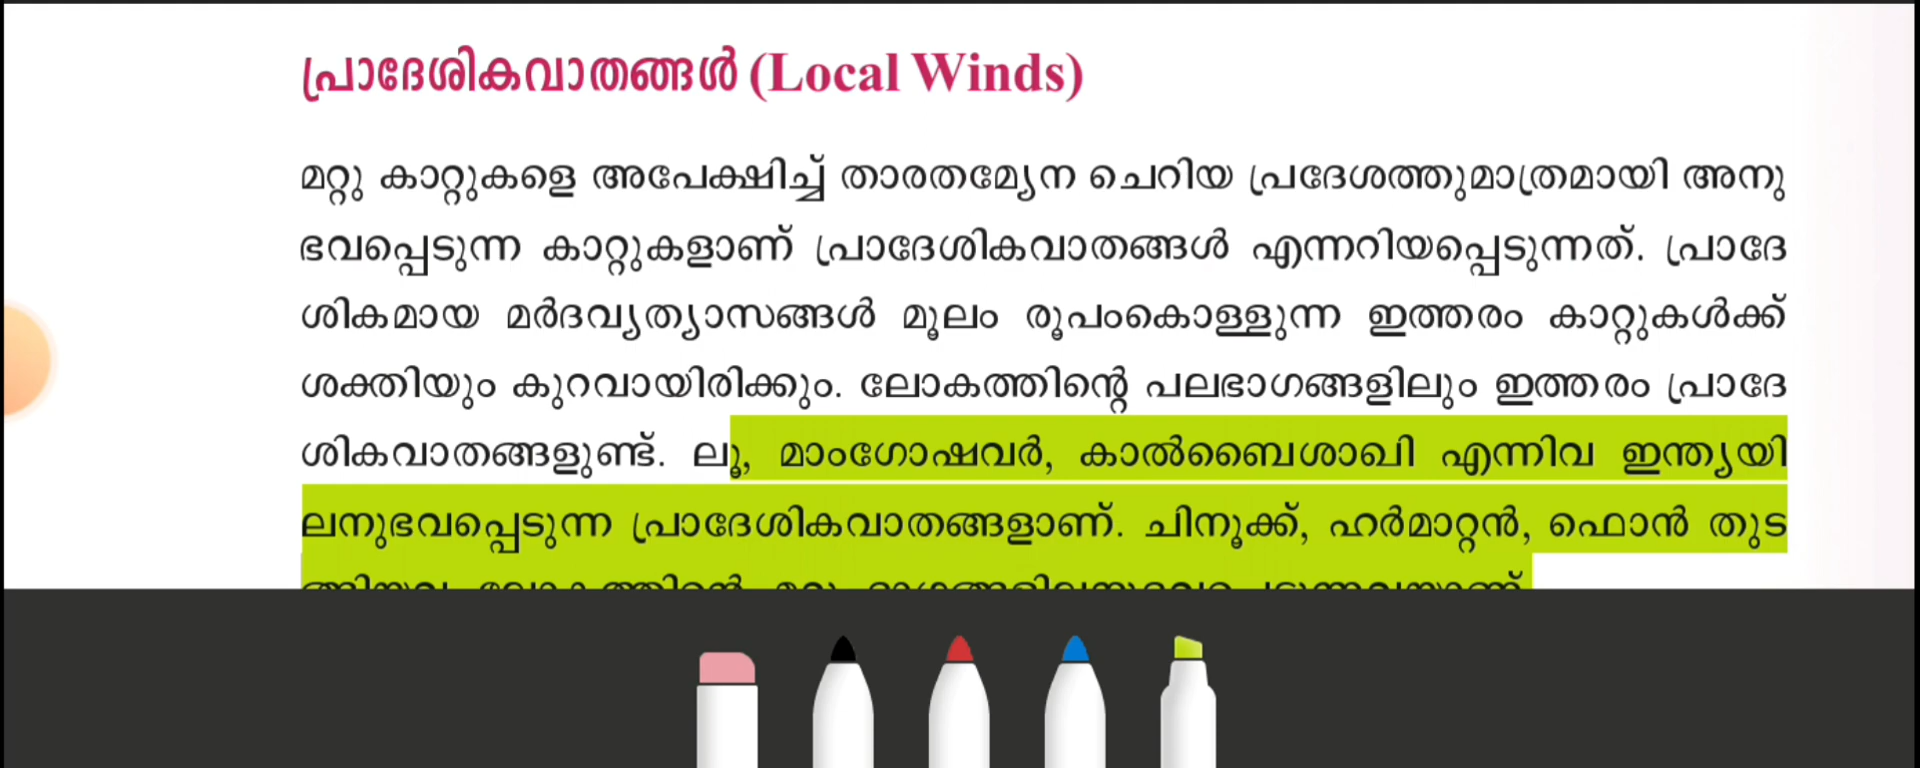 പ്രാദേശികവാതങ്ങൾ (Local Winds)
മറ്റു കാറ്റുകളെ അപേക്ഷിച്ച് താരതമ്യേന ചെറിയ പ്രദേശത്തുമാത്രമായി അനു
ഭവപ്പെടുന്ന കാറ്റുകളാണ് പ്രാദേശികവാതങ്ങൾ എന്നറിയപ്പെടുന്നത്. പ്രാദേ
ശികമായ മർദവ്യത്യാസങ്ങൾ മൂലം രൂപംകൊള്ളുന്ന ഇത്തരം കാറ്റുകൾക്ക്
ശക്തിയും കുറവായിരിക്കും. ലോകത്തിന്റെ പലഭാഗങ്ങളിലും ഇത്തരം പ്രാദേ
ശികവാതങ്ങളുണ്ട്. ലൂ, മാംഗോഷവർ, കാൽബൈശാഖി എന്നിവ ഇന്ത്യയി
ലനുഭവപ്പെടുന്ന പ്രാദേശികവാതങ്ങളാണ്. ചിനൂക്ക്, ഹർമാറ്റൻ, ഫൊൻ തുട